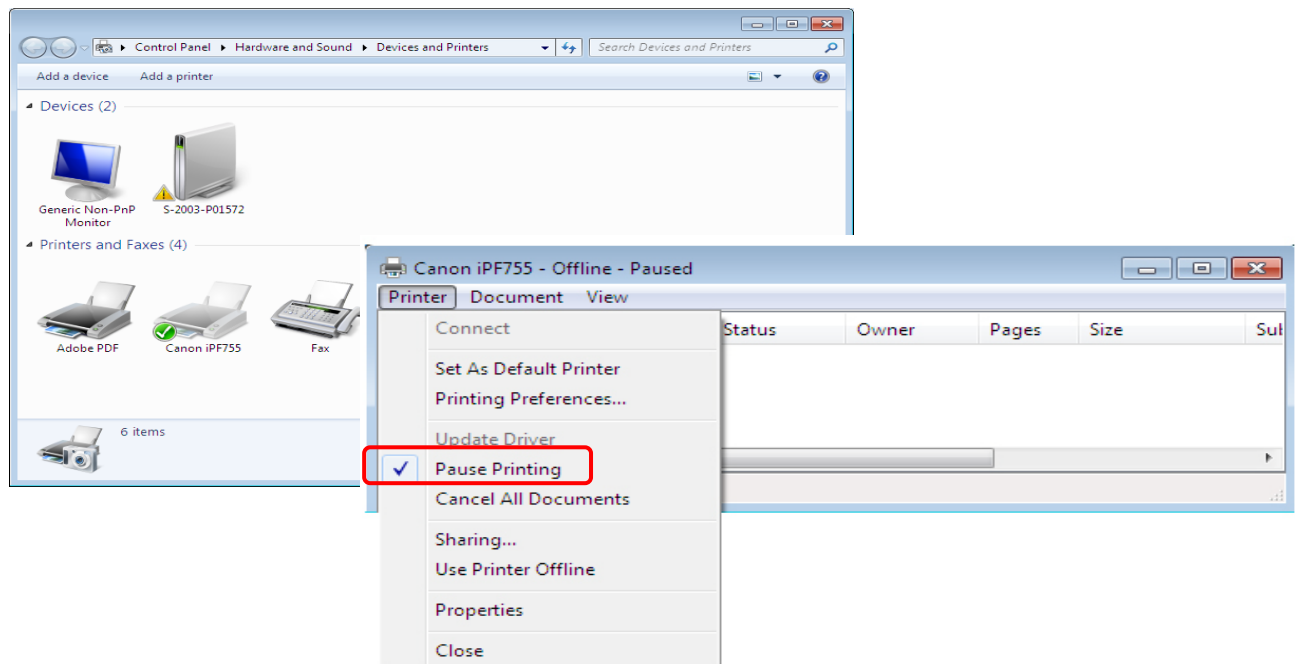 Control Panel Hardware and Sound Devices and Printers
Search Devices and Printers
Add a device Add a printer
Devices (2)
Generic Non-PnP
Monitor
S-2003-P01572
Printers and Faxes (4)
Adobe PDF
Canon iPF755
Fax
6 items
Canon iPF755 - Offline - Paused
Printer Document View
Status Owner Pages Size
Connect
Set As Default Printer
Printing Preferences...
Update Driver
Pause Printing
Cancel All Documents
Sharing...
Use Printer Offline
Properties
Close